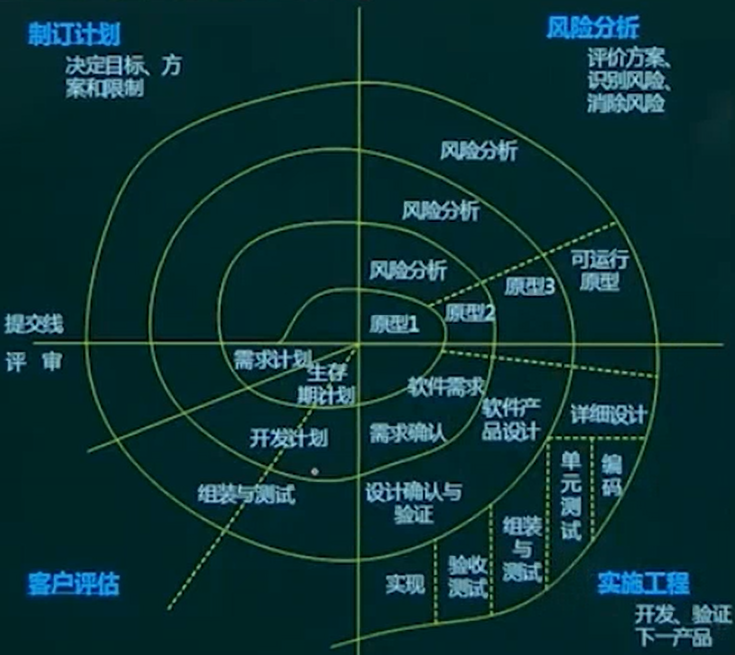 制订计划
决定目标、方
案和限制
风险分析
评价方案、
识别风险、
消除风险
风险分析
风险分析
风险分析
可运行
原型
原型3
原型2
原型1
提交线
评 审
需求计划
生存
期计划
软件需求
软件产
品设计
详细设计
开发计划
需求确认
单元测试
编码
组装与测试
设计确认与
验证
组装与测试
验收
测试
实现
客户评估
实施工程
开发、验证
下一产品